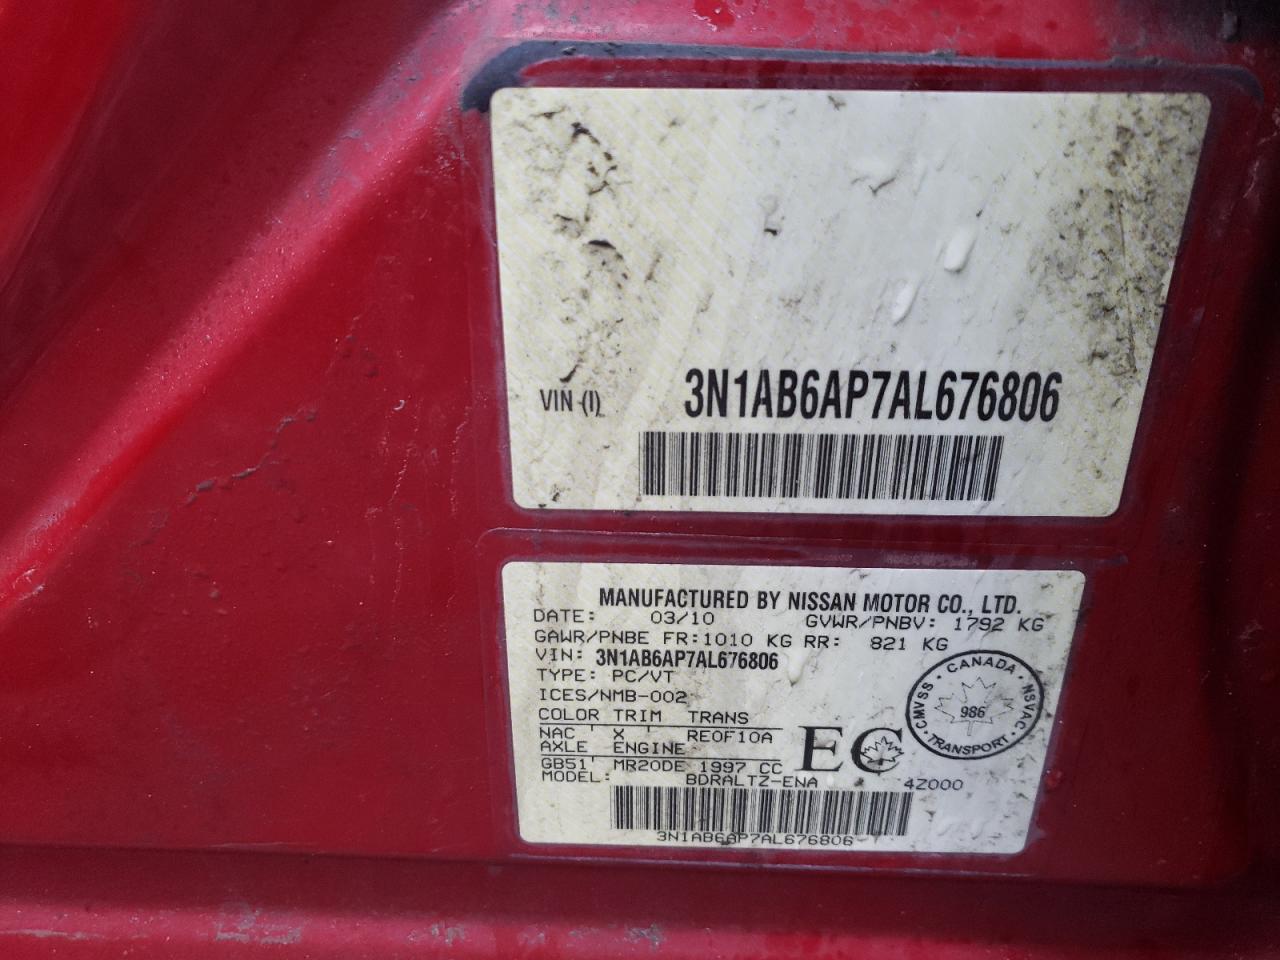 VIN (I) 3N1AB6AP7AL676806
MANUFACTURED BY NISSAN MOTOR CO., LTD.
DATE: 03/10 GVWR/PNBV: 1792 KG
GAWR/PNBE FR:1010 KG RR: 821 KG
VIN: 3N1AB6AP7AL676806
TYPE: PC/VT
ICES/NMB-002
COLOR TRIM TRANS
NAC ' X ' RE0F10A
AXLE ENGINE
GB51' MR20DE 1997 CC
MODEL: BDRALTZ-ENA 4Z000
EC
CANADA
CMVSS · NSVAC
986
TRANSPORT
3N1AB6AP7AL676806